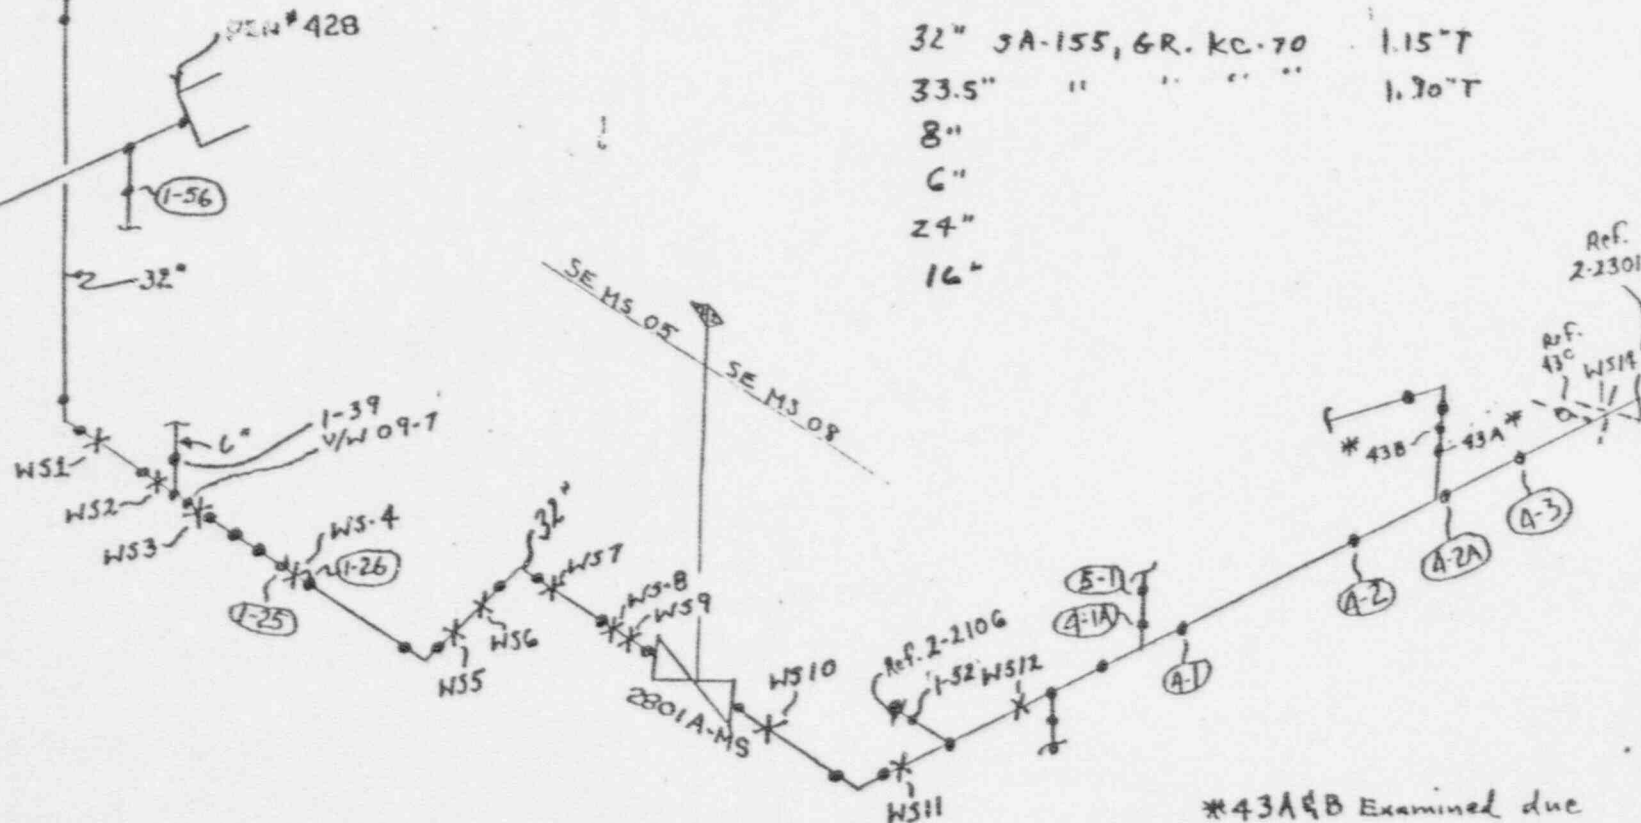 PEN #428
32" SA-155, GR. KC-70 1.15"T
33.5" " " " " 1.90"T
8"
6"
24"
16"
1-56
32"
SE MS 05
SE MS 08
Ref. 2-2301
Ref. 43C
WS14
6"
1-39
V/W 09-T
WS1
WS2
WS3
WS-4
1-26
1-25
32"
WS5
WS6
WS7
WS-8
WS9
2801A-MS
WS10
WS11
Ref. 2-2106
1-52
WS12
5-1
4-1A
A-1
A-2
A-2A
A-3
* 43B
43A *
*43A&B Examined due